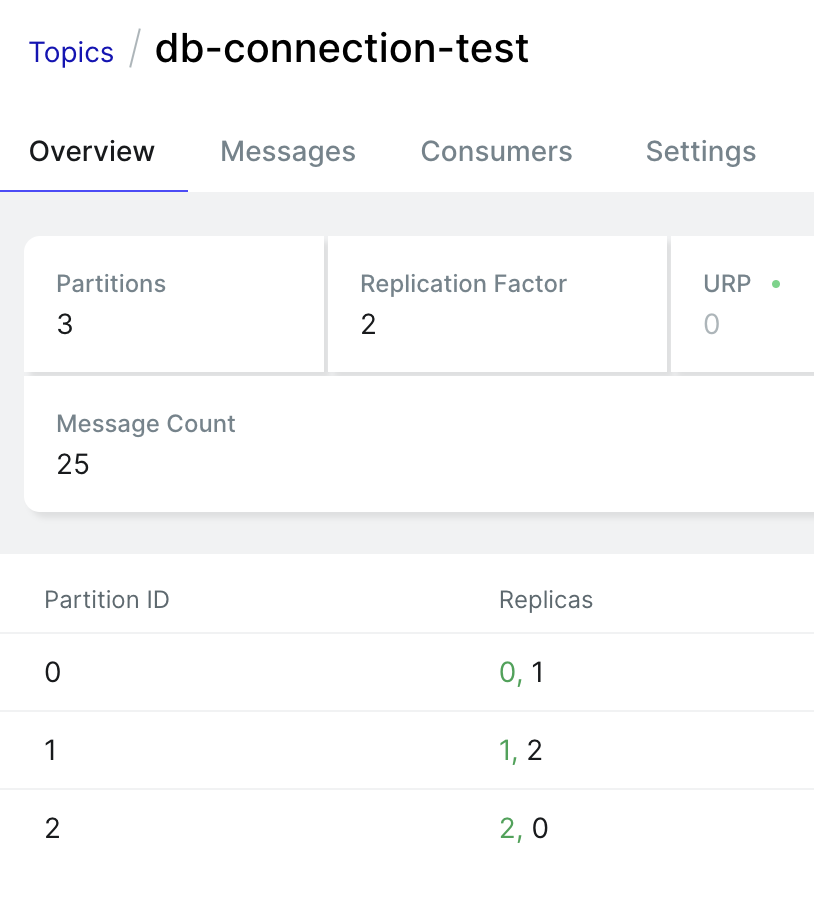 Topics / db-connection-test
Overview Messages Consumers Settings
Partitions Replication Factor URP
3 2 0
Message Count
25
Partition ID Replicas
0 0, 1
1 1, 2
2 2, 0